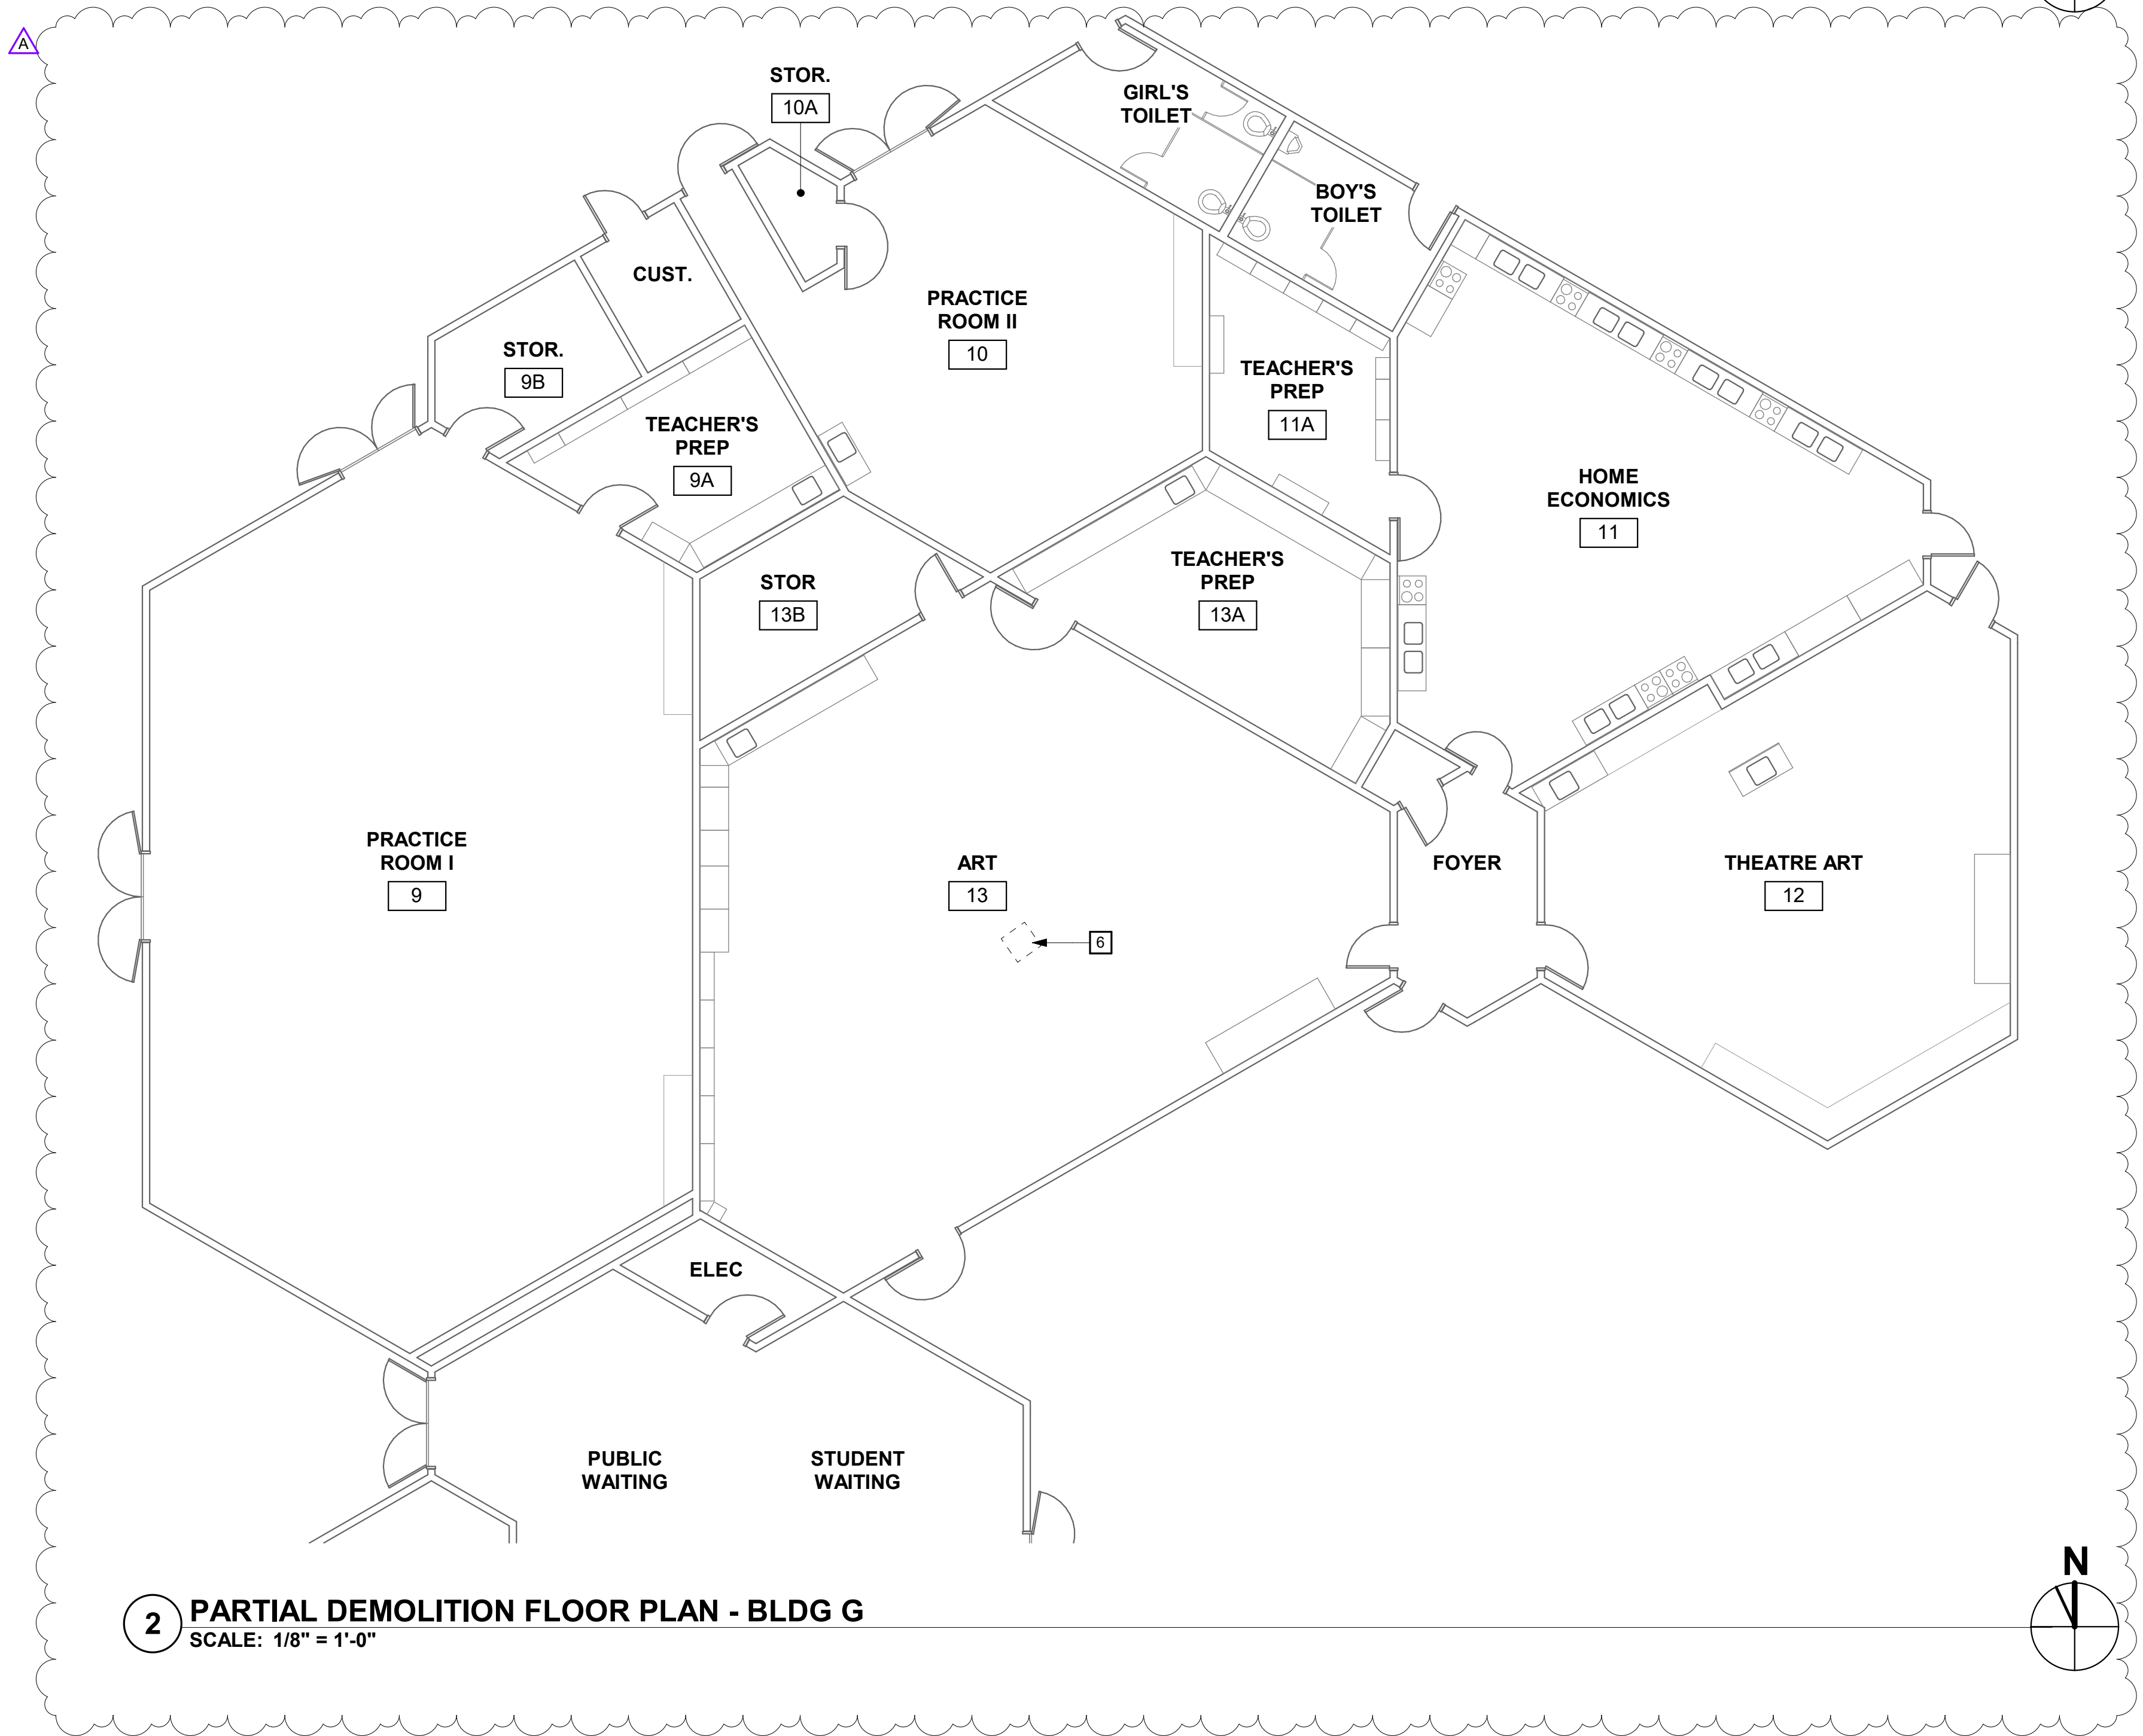 A
STOR.
10A
GIRL'S
TOILET
BOY'S
TOILET
CUST.
PRACTICE
ROOM II
10
STOR.
9B
TEACHER'S
PREP
11A
TEACHER'S
PREP
9A
HOME
ECONOMICS
11
TEACHER'S
PREP
13A
STOR
13B
PRACTICE
ROOM I
9
ART
13
FOYER
THEATRE ART
12
6
ELEC
PUBLIC
WAITING
STUDENT
WAITING
N
2
PARTIAL DEMOLITION FLOOR PLAN - BLDG G
SCALE: 1/8" = 1'-0"